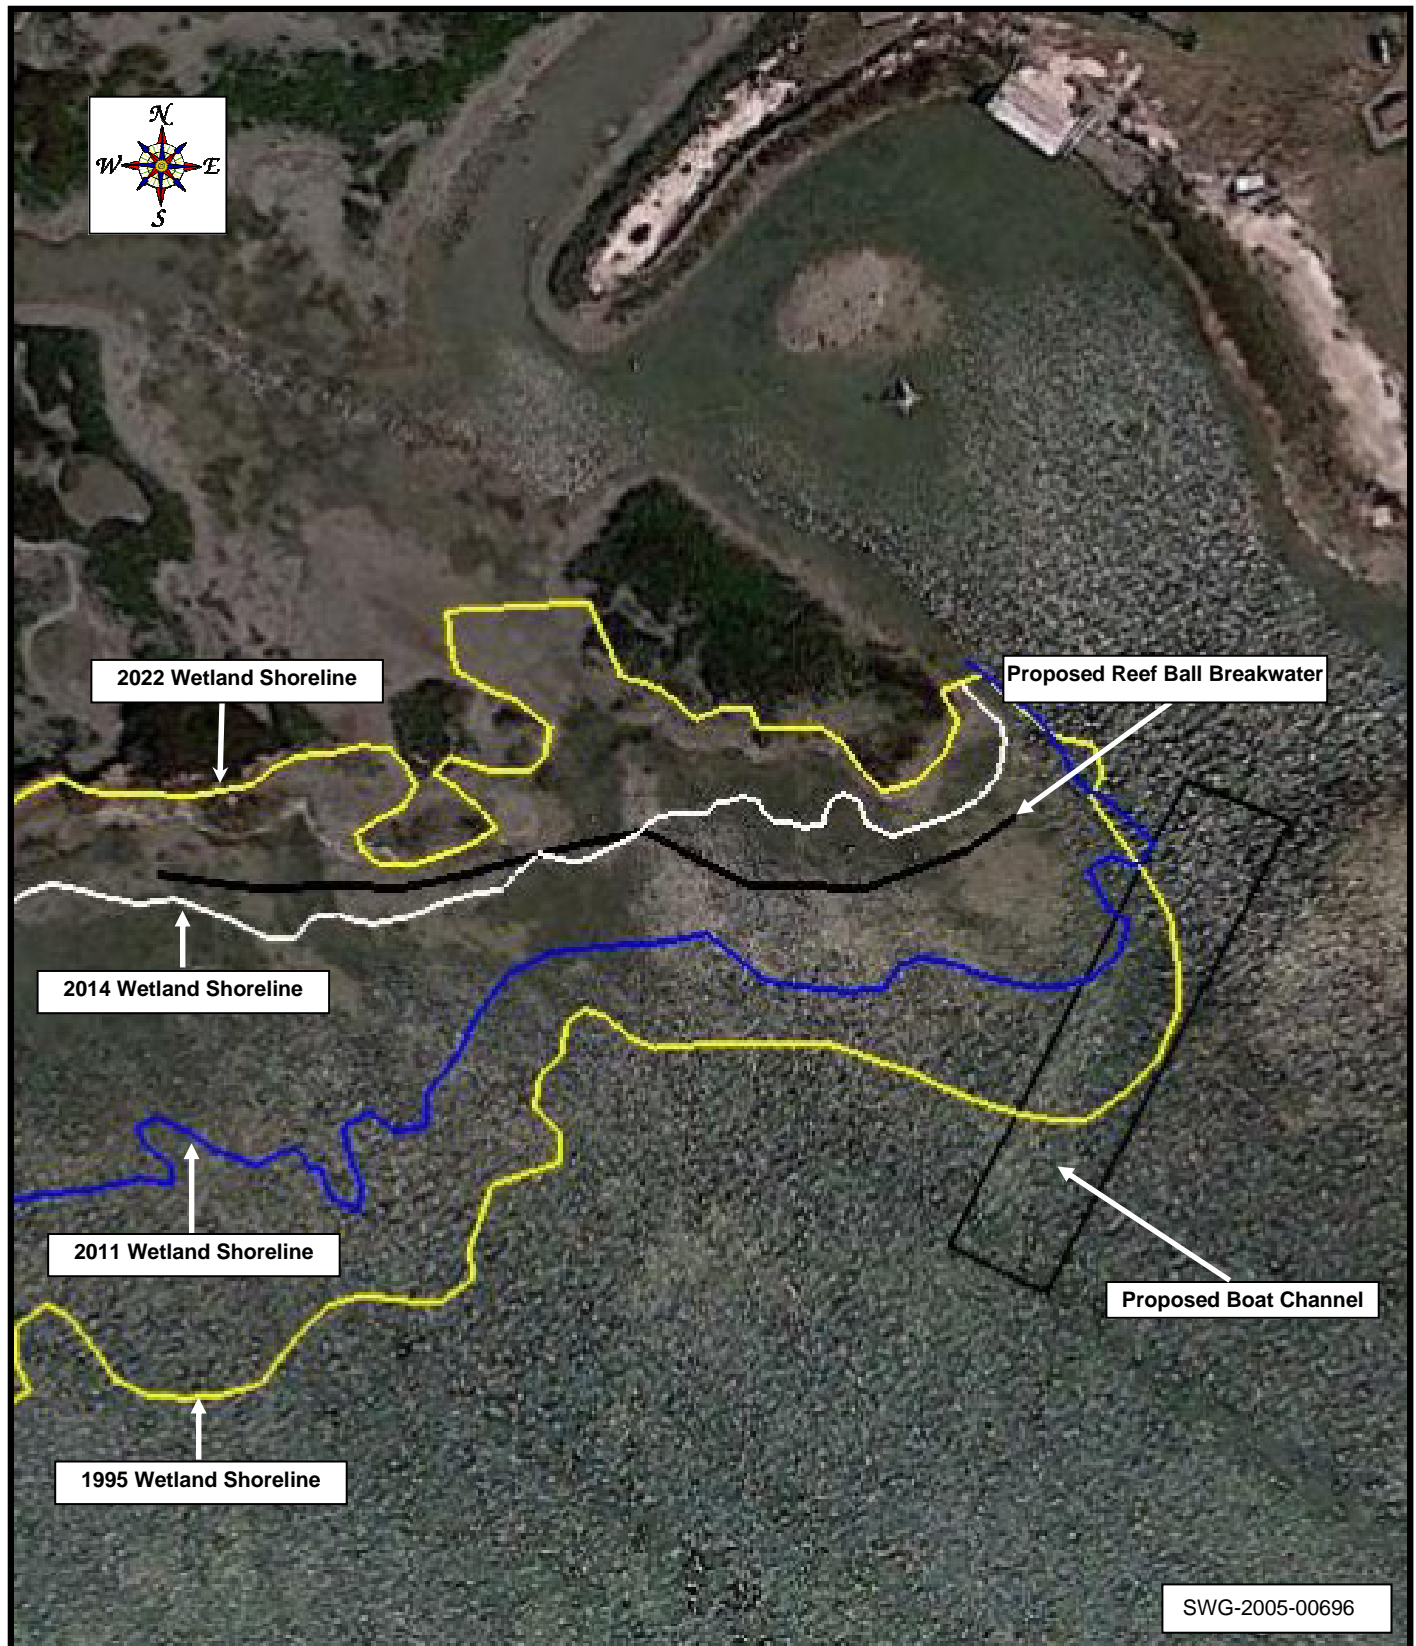 N
W E
S
2022 Wetland Shoreline
Proposed Reef Ball Breakwater
2014 Wetland Shoreline
2011 Wetland Shoreline
Proposed Boat Channel
1995 Wetland Shoreline
SWG-2005-00696